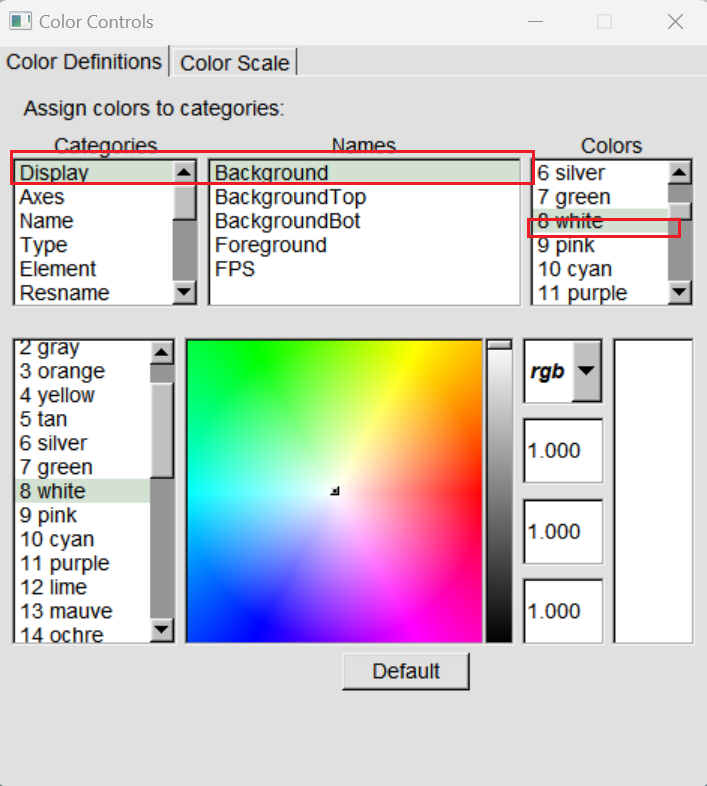 Color Controls
Color Definitions
Color Scale
Assign colors to categories:
Categories
Names
Colors
Display
Axes
Name
Type
Element
Resname
Background
BackgroundTop
BackgroundBot
Foreground
FPS
6 silver
7 green
8 white
9 pink
10 cyan
11 purple
2 gray
3 orange
4 yellow
5 tan
6 silver
7 green
8 white
9 pink
10 cyan
11 purple
12 lime
13 mauve
14 ochre
rgb
1.000
1.000
1.000
Default